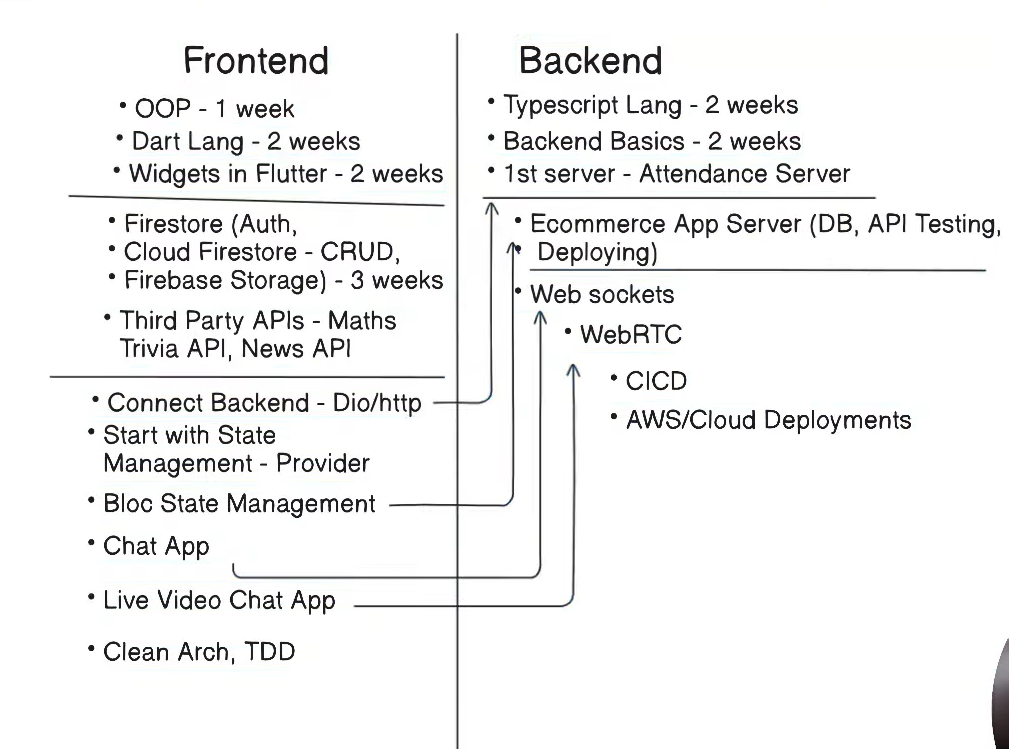 Frontend
• OOP - 1 week
• Dart Lang - 2 weeks
• Widgets in Flutter - 2 weeks
• Firestore (Auth,
• Cloud Firestore - CRUD,
• Firebase Storage) - 3 weeks
• Third Party APIs - Maths
Trivia API, News API
• Connect Backend - Dio/http
• Start with State
Management - Provider
• Bloc State Management
• Chat App
• Live Video Chat App
• Clean Arch, TDD
Backend
• Typescript Lang - 2 weeks
• Backend Basics - 2 weeks
• 1st server - Attendance Server
• Ecommerce App Server (DB, API Testing,
• Deploying)
• Web sockets
• WebRTC
• CICD
• AWS/Cloud Deployments